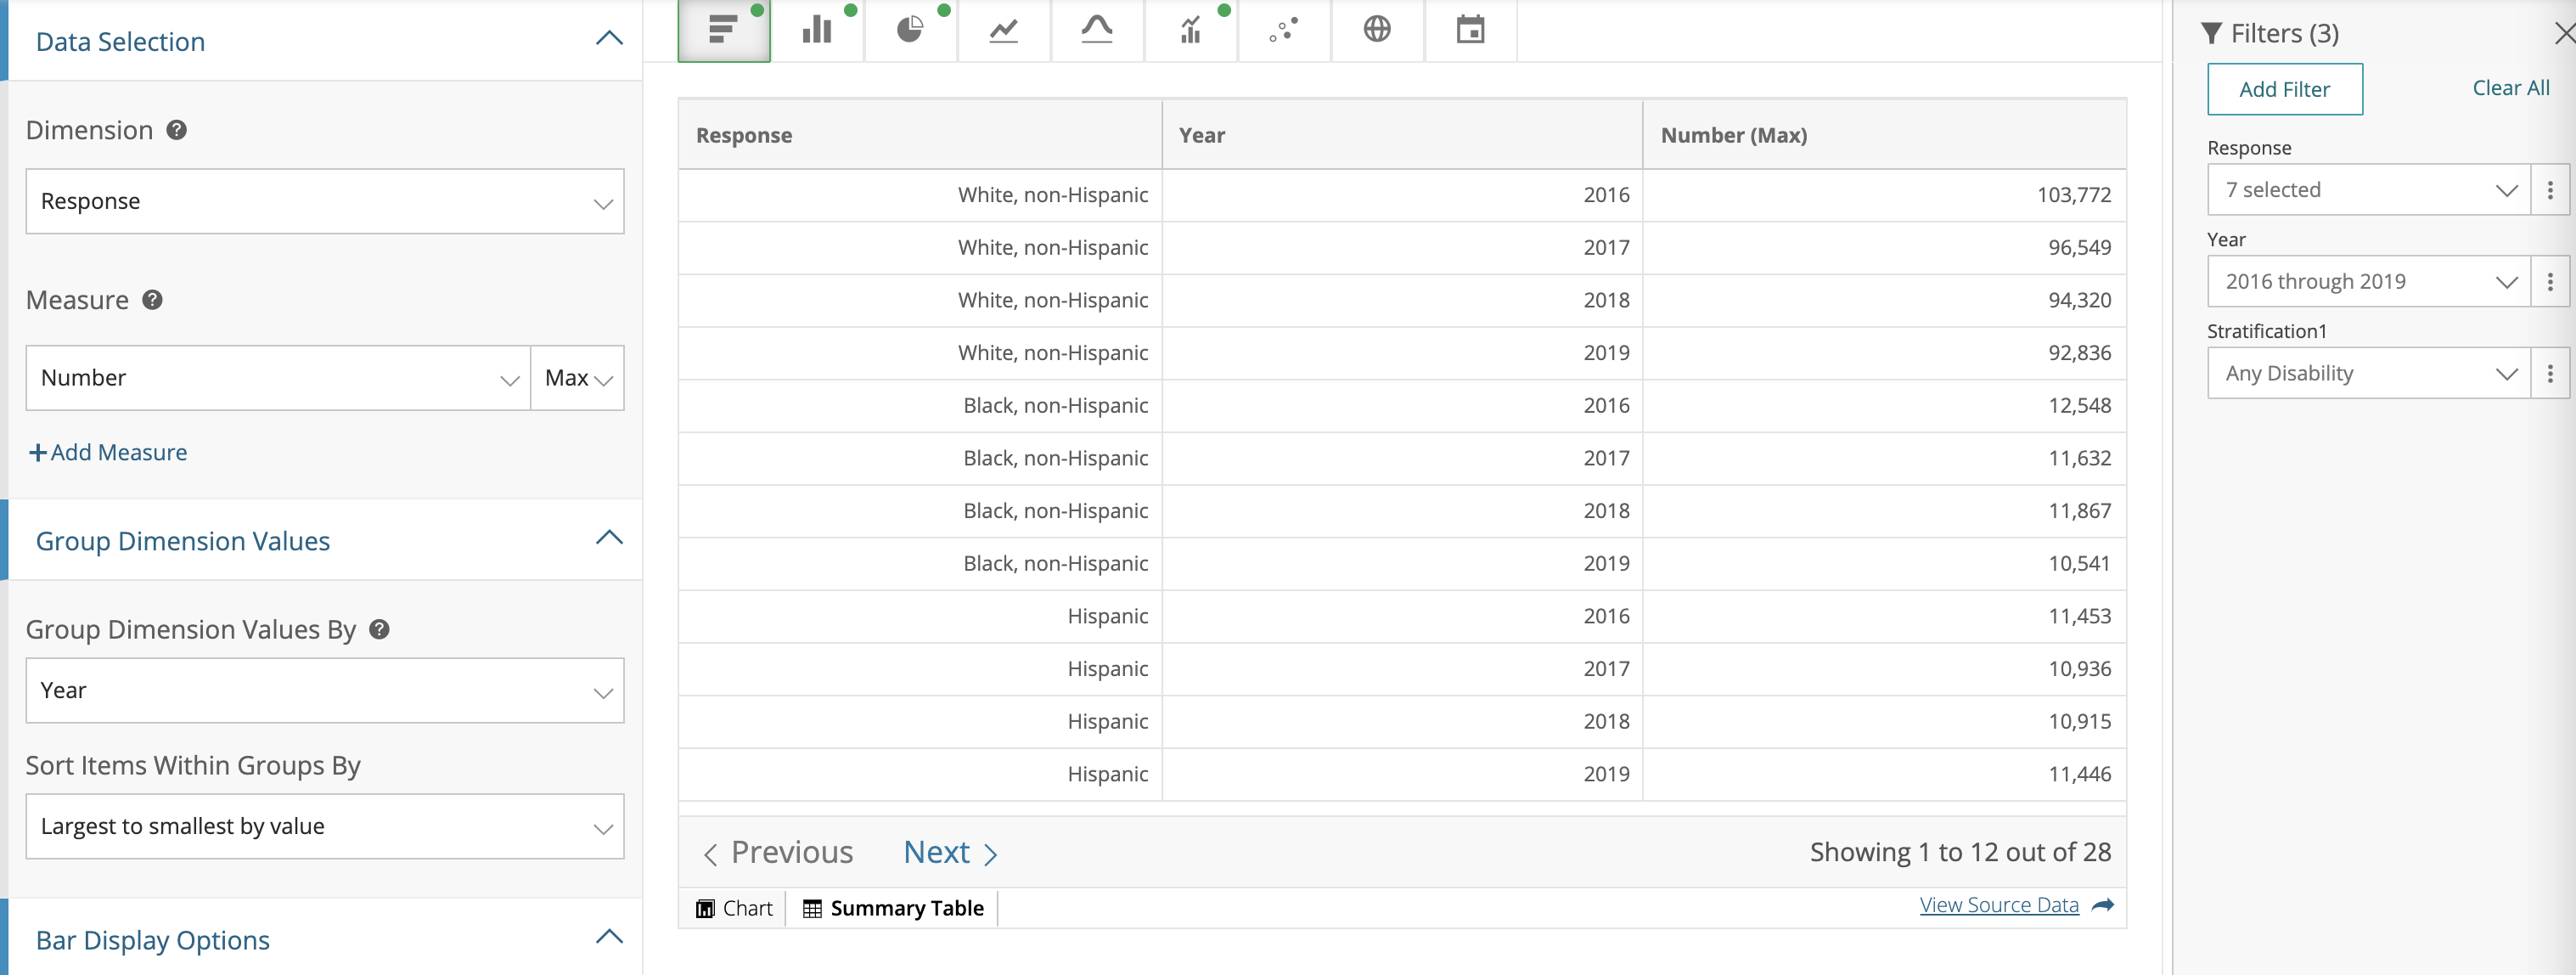 Data Selection
Dimension ?
Response
Measure ?
Number Max
+Add Measure
Group Dimension Values
Group Dimension Values By ?
Year
Sort Items Within Groups By
Largest to smallest by value
Bar Display Options
Response Year Number (Max)
White, non-Hispanic 2016 103,772
White, non-Hispanic 2017 96,549
White, non-Hispanic 2018 94,320
White, non-Hispanic 2019 92,836
Black, non-Hispanic 2016 12,548
Black, non-Hispanic 2017 11,632
Black, non-Hispanic 2018 11,867
Black, non-Hispanic 2019 10,541
Hispanic 2016 11,453
Hispanic 2017 10,936
Hispanic 2018 10,915
Hispanic 2019 11,446
Previous Next Showing 1 to 12 out of 28
Chart Summary Table View Source Data
Filters (3)
Add Filter Clear All
Response
7 selected
Year
2016 through 2019
Stratification1
Any Disability